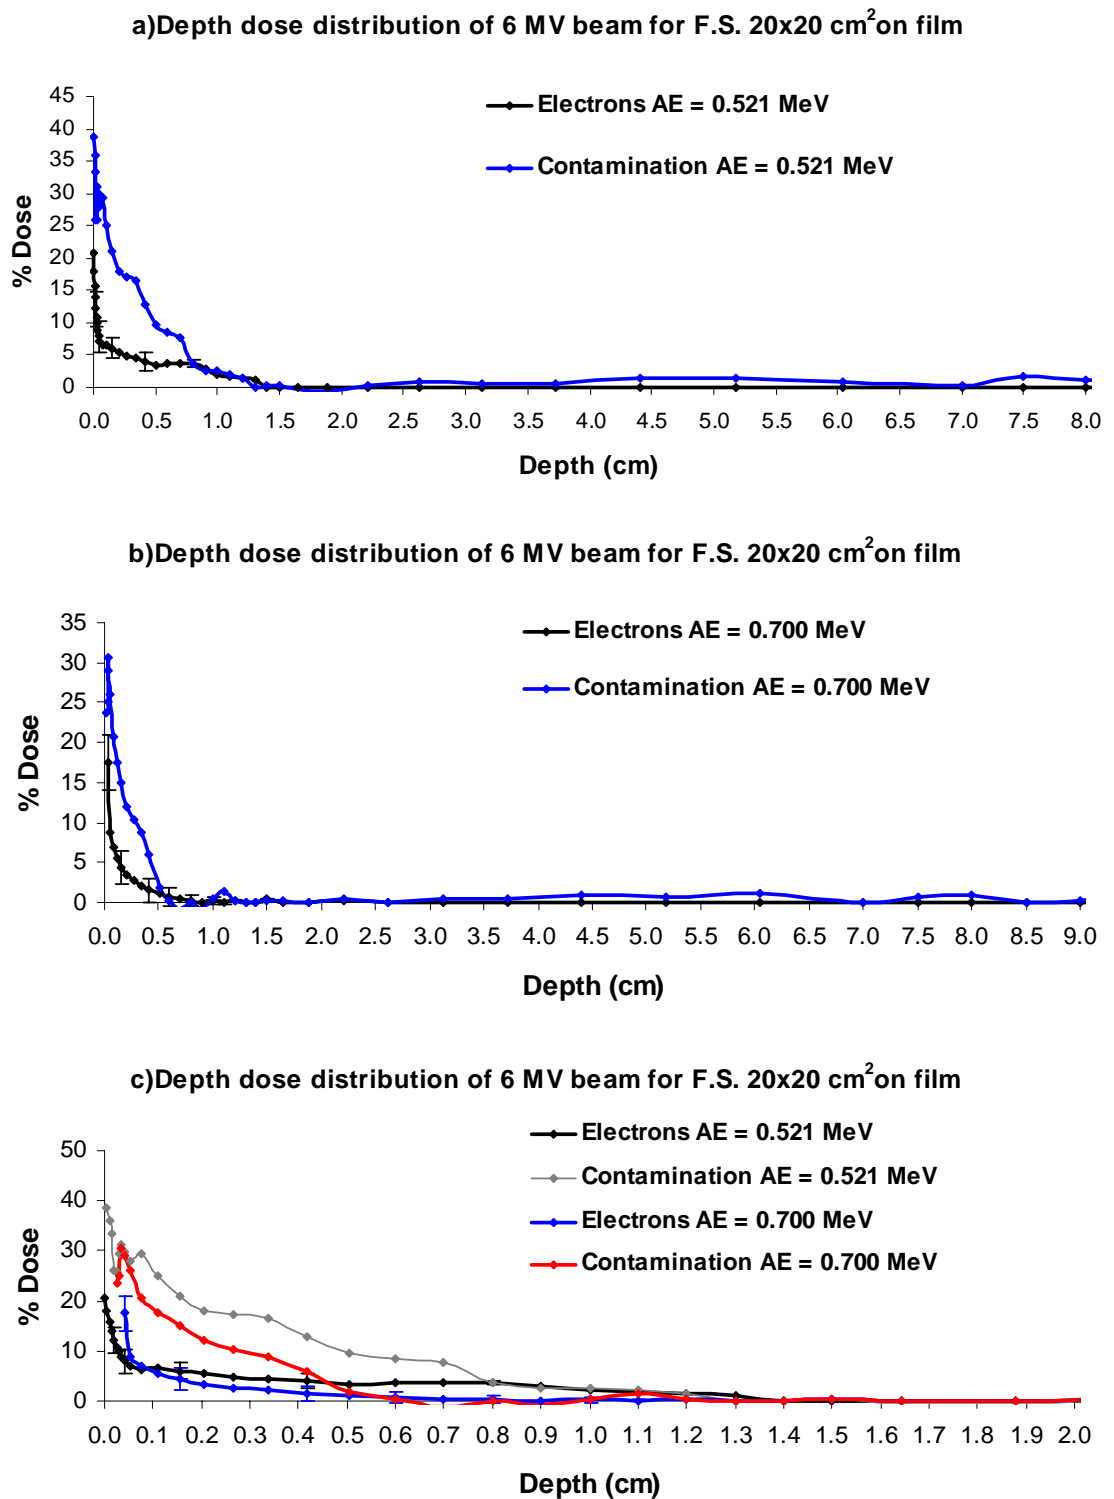 a)Depth dose distribution of 6 MV beam for F.S. 20x20 cm²on film
Electrons AE = 0.521 MeV
Contamination AE = 0.521 MeV
% Dose
45
40
35
30
25
20
15
10
5
0
0.0 0.5 1.0 1.5 2.0 2.5 3.0 3.5 4.0 4.5 5.0 5.5 6.0 6.5 7.0 7.5 8.0
Depth (cm)
b)Depth dose distribution of 6 MV beam for F.S. 20x20 cm²on film
Electrons AE = 0.700 MeV
Contamination AE = 0.700 MeV
% Dose
35
30
25
20
15
10
5
0
0.0 0.5 1.0 1.5 2.0 2.5 3.0 3.5 4.0 4.5 5.0 5.5 6.0 6.5 7.0 7.5 8.0 8.5 9.0
Depth (cm)
c)Depth dose distribution of 6 MV beam for F.S. 20x20 cm²on film
Electrons AE = 0.521 MeV
Contamination AE = 0.521 MeV
Electrons AE = 0.700 MeV
Contamination AE = 0.700 MeV
% Dose
50
40
30
20
10
0
0.0 0.1 0.2 0.3 0.4 0.5 0.6 0.7 0.8 0.9 1.0 1.1 1.2 1.3 1.4 1.5 1.6 1.7 1.8 1.9 2.0
Depth (cm)